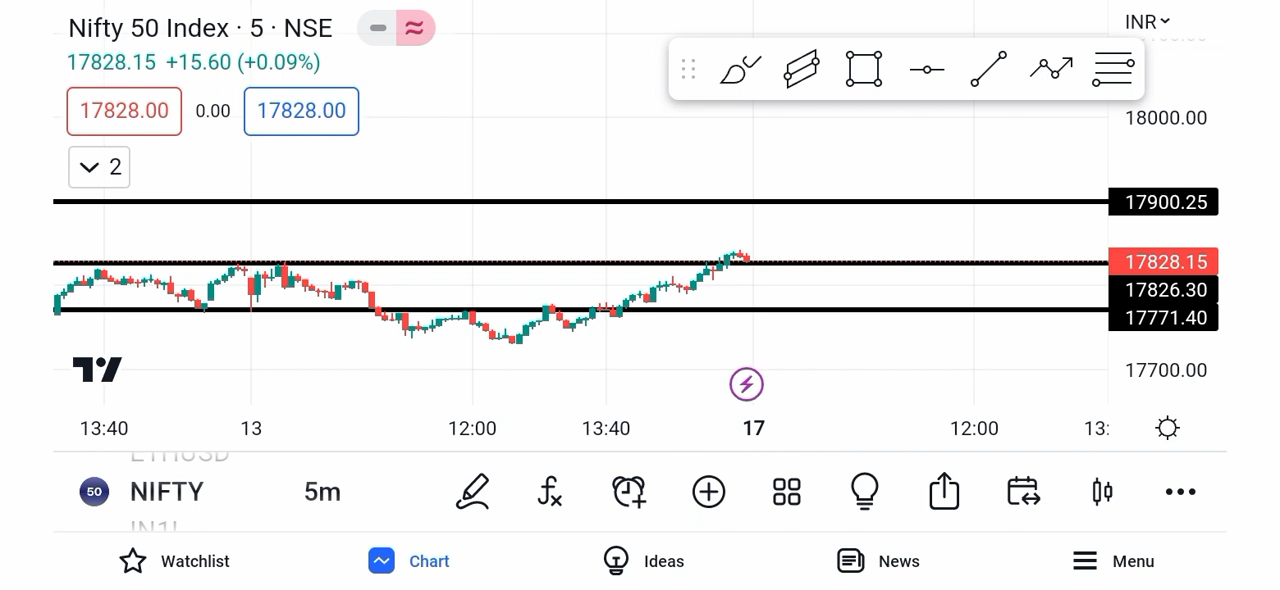 Nifty 50 Index · 5 · NSE
INR
17828.15 +15.60 (+0.09%)
17828.00 0.00 17828.00
18000.00
2
17900.25
17828.15
17826.30
17771.40
17700.00
13:40 13 12:00 13:40 17 12:00 13:
ETHUSD
50 NIFTY 5m
Watchlist Chart Ideas News Menu